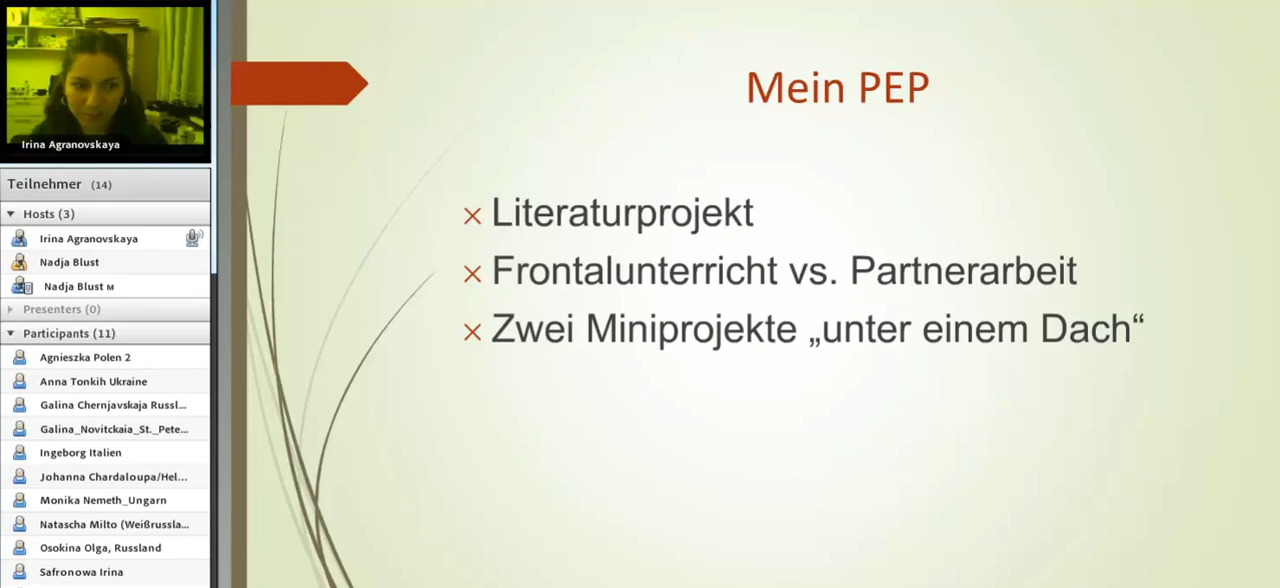 Irina Agranovskaya
Teilnehmer (14)
Hosts (3)
Irina Agranovskaya
Nadja Blust
Nadja Blust м
Presenters (0)
Participants (11)
Agnieszka Polen 2
Anna Tonkih Ukraine
Galina Chernjavskaja Russl...
Galina_Novitckaia_St._Pete...
Ingeborg Italien
Johanna Chardaloupa/Hel...
Monika Nemeth_Ungarn
Natascha Milto (Weißrussla...
Osokina Olga, Russland
Safronowa Irina
Mein PEP
Literaturprojekt
Frontalunterricht vs. Partnerarbeit
Zwei Miniprojekte „unter einem Dach“